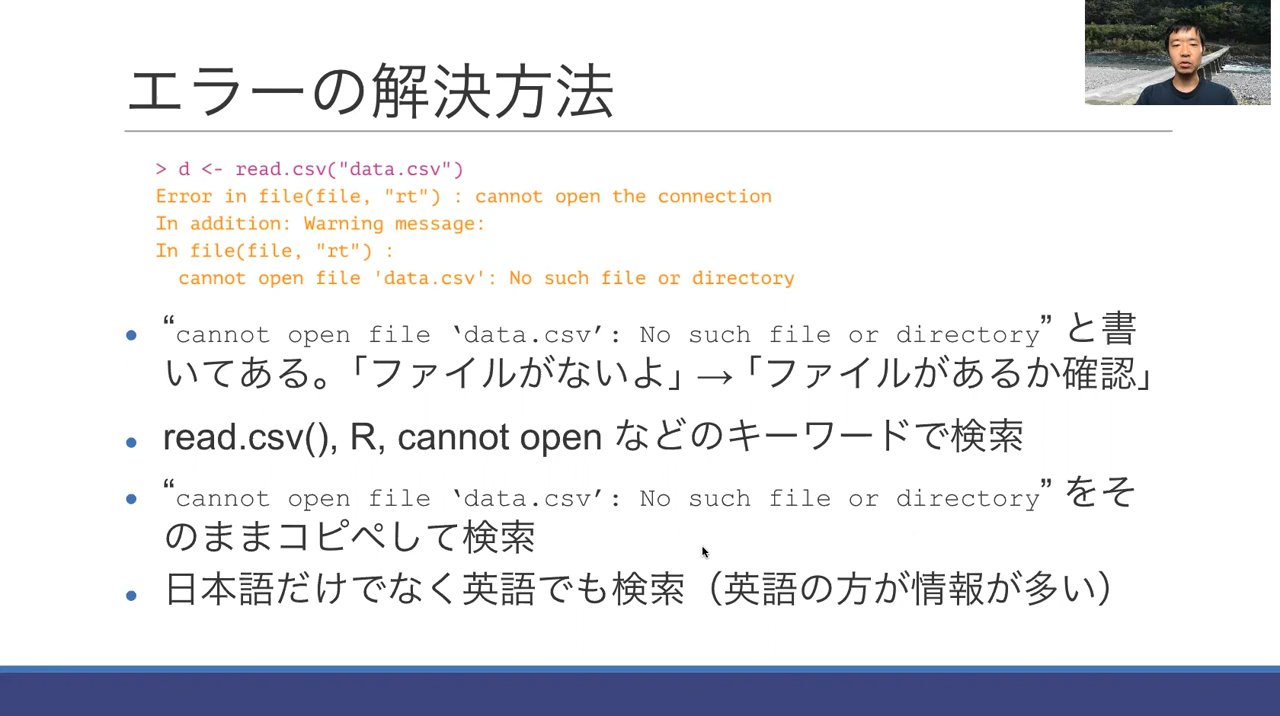 エラーの解決方法
> d <- read.csv("data.csv")
Error in file(file, "rt") : cannot open the connection
In addition: Warning message:
In file(file, "rt") :
  cannot open file 'data.csv': No such file or directory
• “cannot open file ‘data.csv’: No such file or directory” と書
いてある。「ファイルがないよ」→「ファイルがあるか確認」
• read.csv(), R, cannot open などのキーワードで検索
• “cannot open file ‘data.csv’: No such file or directory” をそ
のままコピペして検索
• 日本語だけでなく英語でも検索（英語の方が情報が多い）